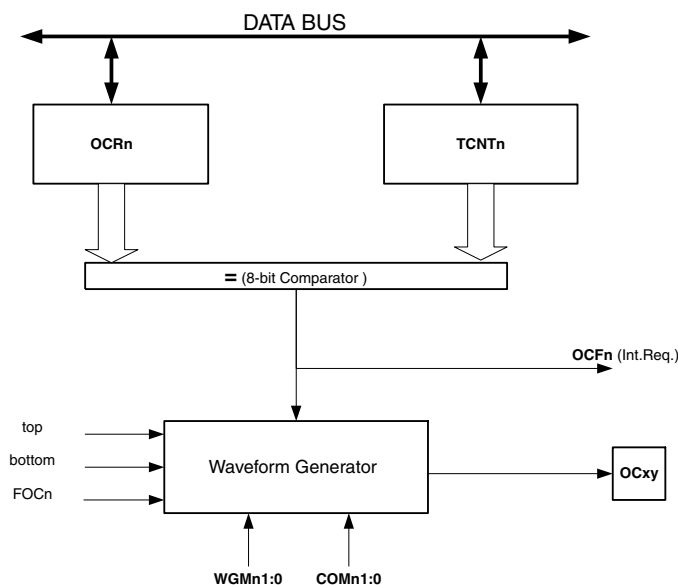 DATA BUS
OCRn
TCNTn
= (8-bit Comparator )
OCFn (Int.Req.)
top
bottom
FOCn
Waveform Generator
OCxy
WGMn1:0
COMn1:0